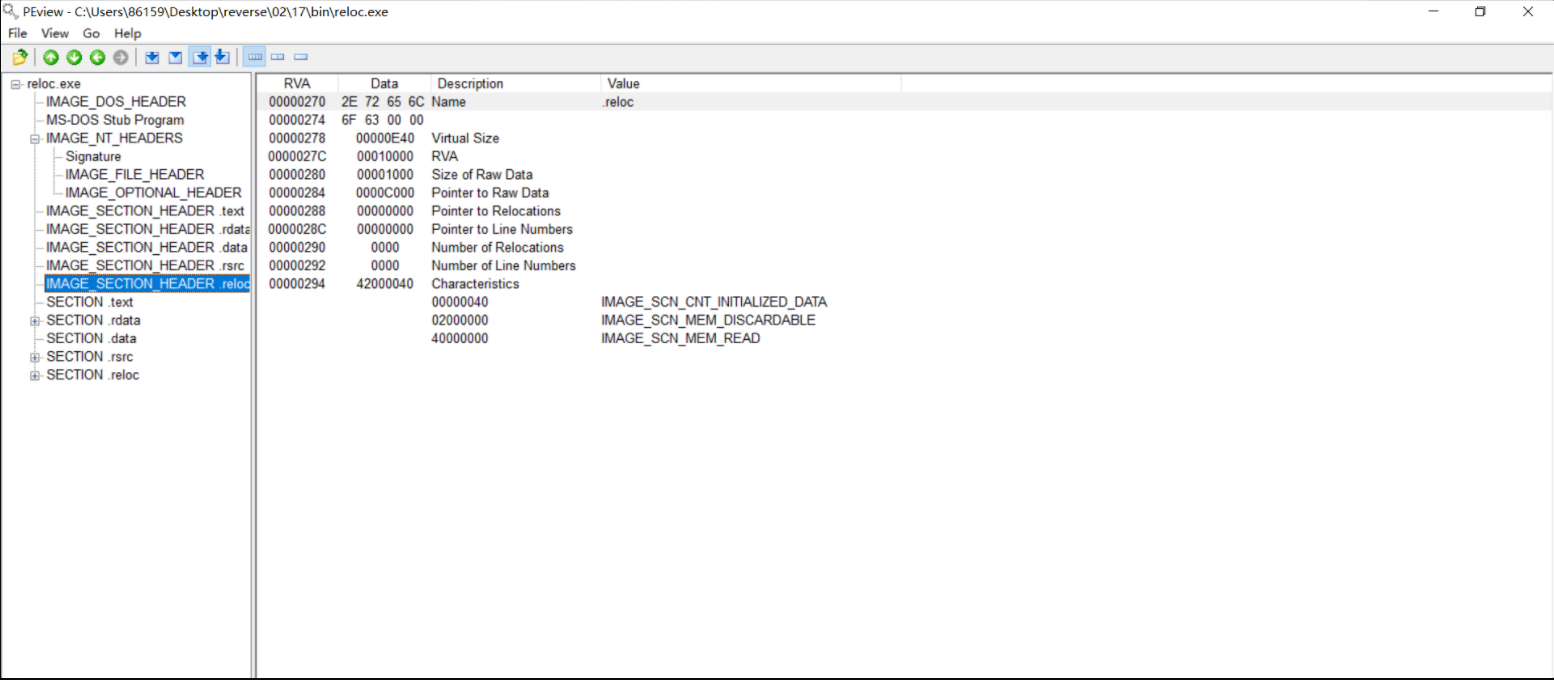 PEview - C:\Users\86159\Desktop\reverse\02\17\bin\reloc.exe
File View Go Help
reloc.exe
IMAGE_DOS_HEADER
MS-DOS Stub Program
IMAGE_NT_HEADERS
Signature
IMAGE_FILE_HEADER
IMAGE_OPTIONAL_HEADER
IMAGE_SECTION_HEADER .text
IMAGE_SECTION_HEADER .rdata
IMAGE_SECTION_HEADER .data
IMAGE_SECTION_HEADER .rsrc
IMAGE_SECTION_HEADER .reloc
SECTION .text
SECTION .rdata
SECTION .data
SECTION .rsrc
SECTION .reloc
RVA Data Description Value
00000270 2E 72 65 6C Name .reloc
00000274 6F 63 00 00
00000278 00000E40 Virtual Size
0000027C 00010000 RVA
00000280 00001000 Size of Raw Data
00000284 0000C000 Pointer to Raw Data
00000288 00000000 Pointer to Relocations
0000028C 00000000 Pointer to Line Numbers
00000290 0000 Number of Relocations
00000292 0000 Number of Line Numbers
00000294 42000040 Characteristics
00000040 IMAGE_SCN_CNT_INITIALIZED_DATA
02000000 IMAGE_SCN_MEM_DISCARDABLE
40000000 IMAGE_SCN_MEM_READ